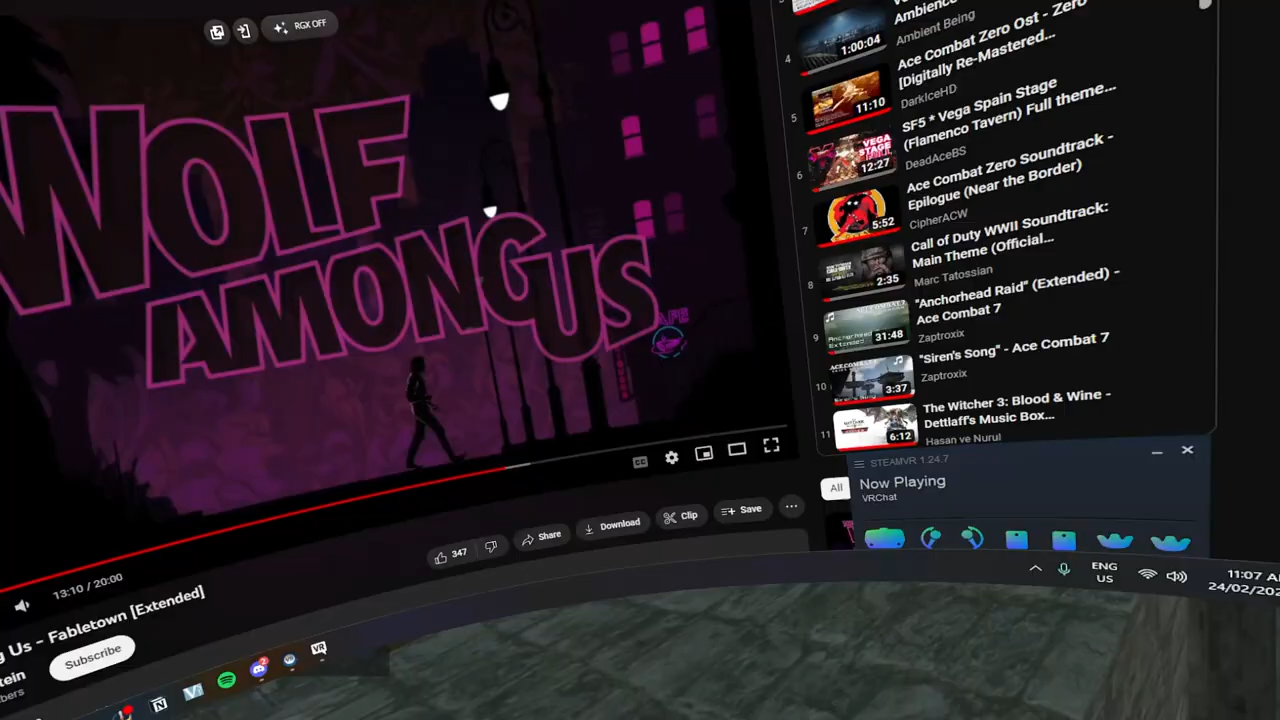 RGX OFF
WOLF
AMONG US
CAFE
4
Ambience
Ambient Being
1:00:04
5
Ace Combat Zero Ost - Zero
[Digitally Re-Mastered...
DarkIceHD
11:10
6
SF5 * Vega Spain Stage
(Flamenco Tavern) Full theme...
DeadAceBS
VEGA
STAGE
12:27
7
Ace Combat Zero Soundtrack -
Epilogue (Near the Border)
CipherACW
5:52
8
Call of Duty WWII Soundtrack:
Main Theme (Official...
Marc Tatossian
2:35
9
"Anchorhead Raid" (Extended) -
Ace Combat 7
Zaptroxix
31:48
10
"Siren's Song" - Ace Combat 7
Zaptroxix
3:37
11
The Witcher 3: Blood & Wine -
Dettlaff's Music Box...
Hasan ve Nurul
6:12
CC
13:10 / 20:00
347
Share
Download
Clip
Save
All
STEAMVR 1.24.7
Now Playing
VRChat
g Us - Fabletown [Extended]
Subscribe
ENG
US
11:07 A
24/02/202
VR